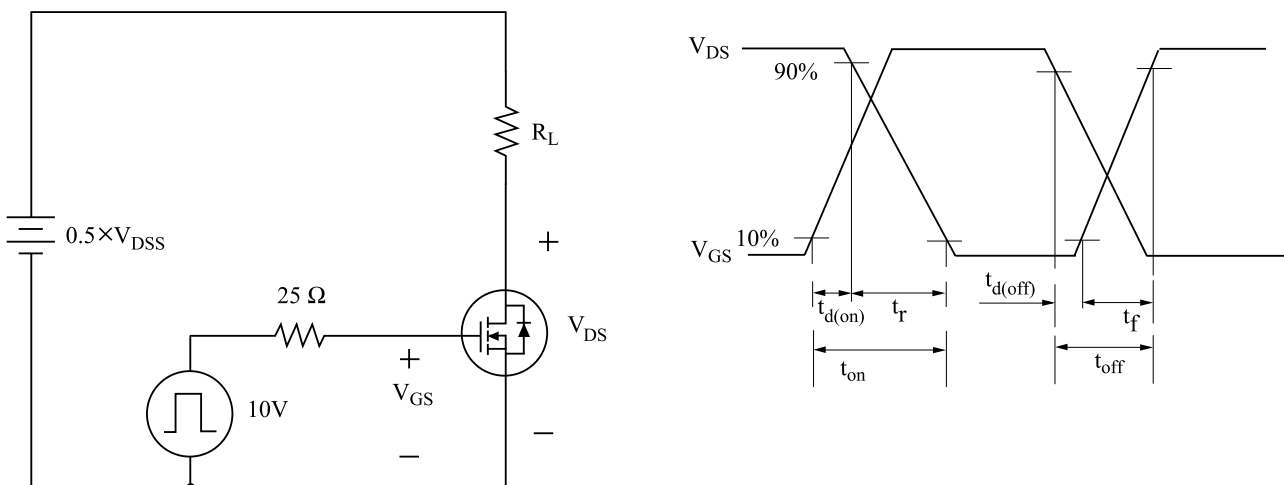 R_L
0.5×V_DSS
25 Ω
V_DS
+
+
V_GS
10V
−
−
V_DS
90%
10%
V_GS
t_d(on)
t_r
t_d(off)
t_f
t_on
t_off